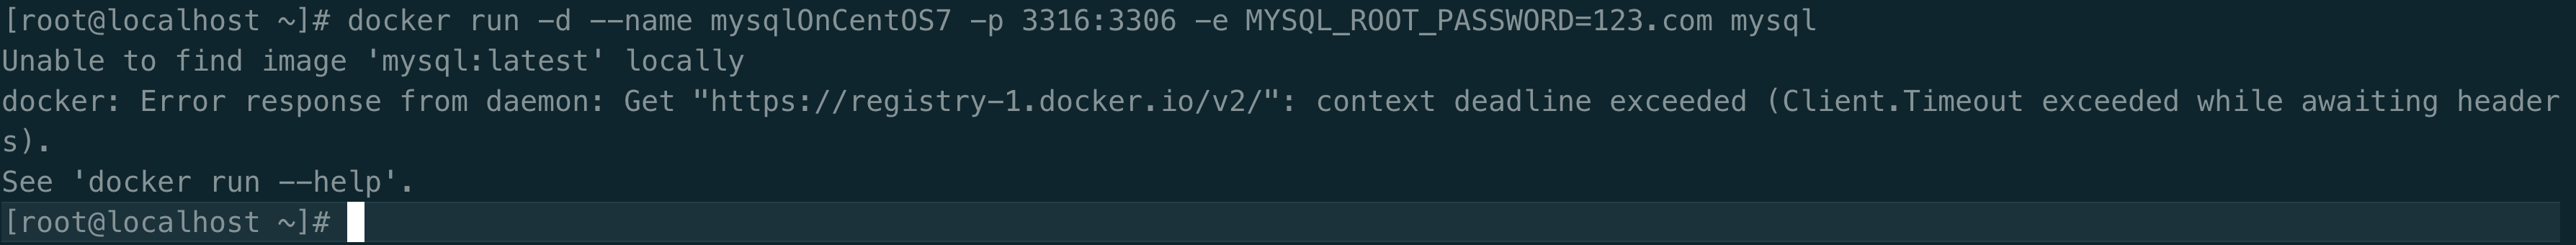 [root@localhost ~]# docker run -d --name mysqlOnCentOS7 -p 3316:3306 -e MYSQL_ROOT_PASSWORD=123.com mysql
Unable to find image 'mysql:latest' locally
docker: Error response from daemon: Get "https://registry-1.docker.io/v2/": context deadline exceeded (Client.Timeout exceeded while awaiting header
s).
See 'docker run --help'.
[root@localhost ~]#